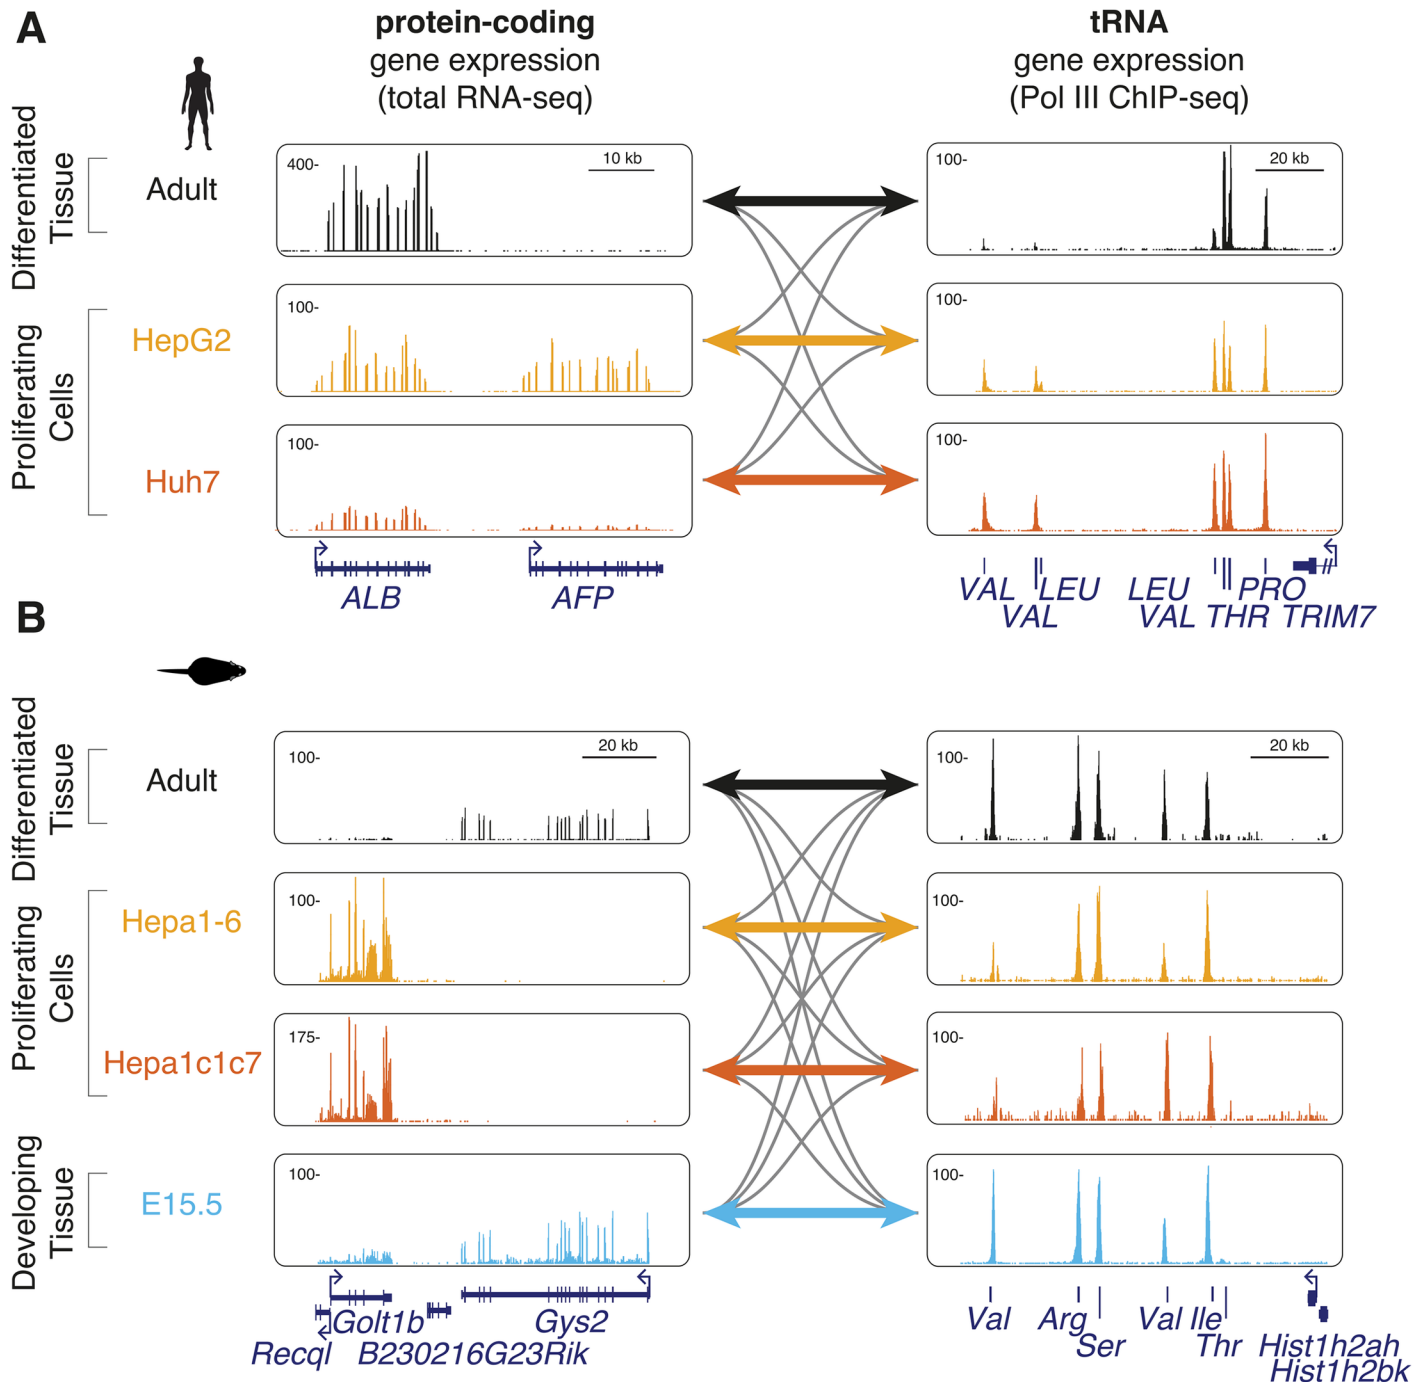 A
protein-coding
gene expression
(total RNA-seq)
tRNA
gene expression
(Pol III ChIP-seq)
Differentiated
Tissue
Adult
400-
10 kb
100-
20 kb
Proliferating
Cells
HepG2
100-
100-
Huh7
100-
100-
ALB
AFP
VAL
LEU
LEU
PRO
VAL
VAL
THR
TRIM7
B
Differentiated
Tissue
Adult
100-
20 kb
100-
20 kb
Proliferating
Cells
Hepa1-6
100-
100-
Hepa1c1c7
175-
100-
Developing
Tissue
E15.5
100-
100-
Golt1b
Gys2
Recql
B230216G23Rik
Val
Arg
Val
Ile
Ser
Thr
Hist1h2ah
Hist1h2bk